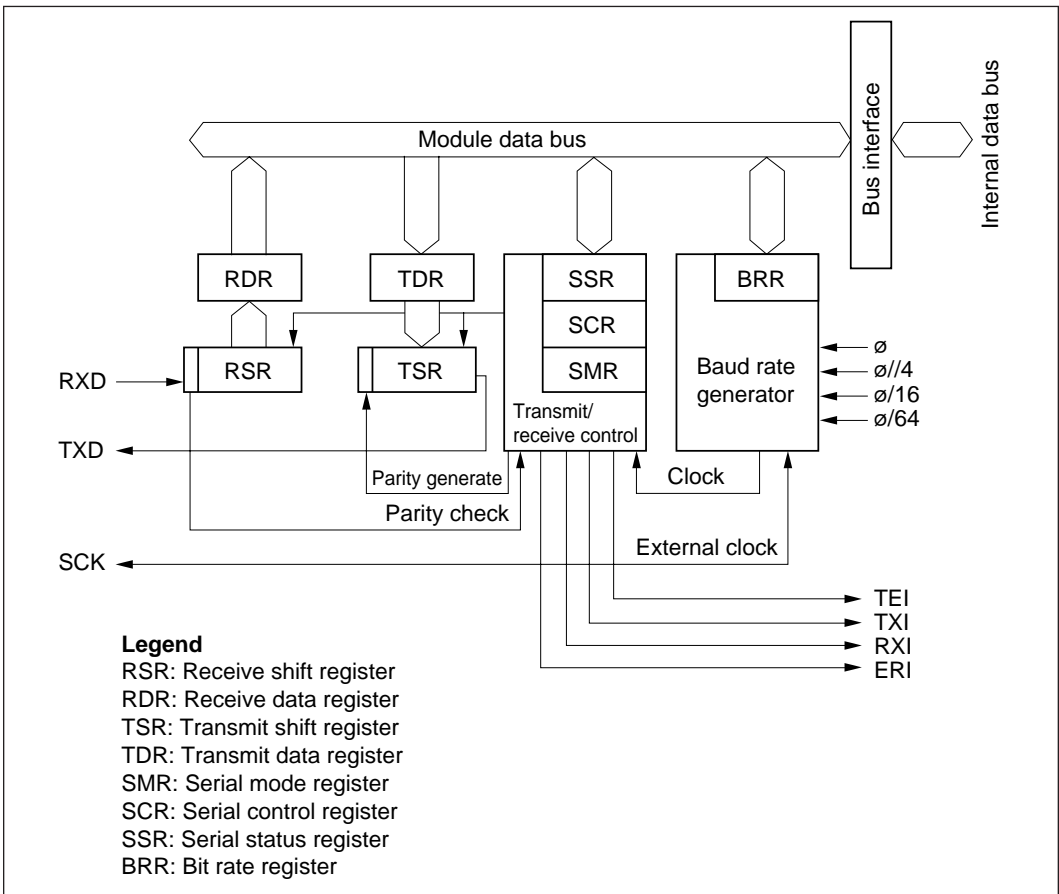 Module data bus
Bus interface
Internal data bus
RDR
TDR
SSR
BRR
SCR
RSR
TSR
SMR
Baud rate
generator
ø
ø//4
ø/16
ø/64
RXD
Transmit/
receive control
TXD
Parity generate
Clock
Parity check
SCK
External clock
TEI
TXI
RXI
ERI
Legend
RSR: Receive shift register
RDR: Receive data register
TSR: Transmit shift register
TDR: Transmit data register
SMR: Serial mode register
SCR: Serial control register
SSR: Serial status register
BRR: Bit rate register